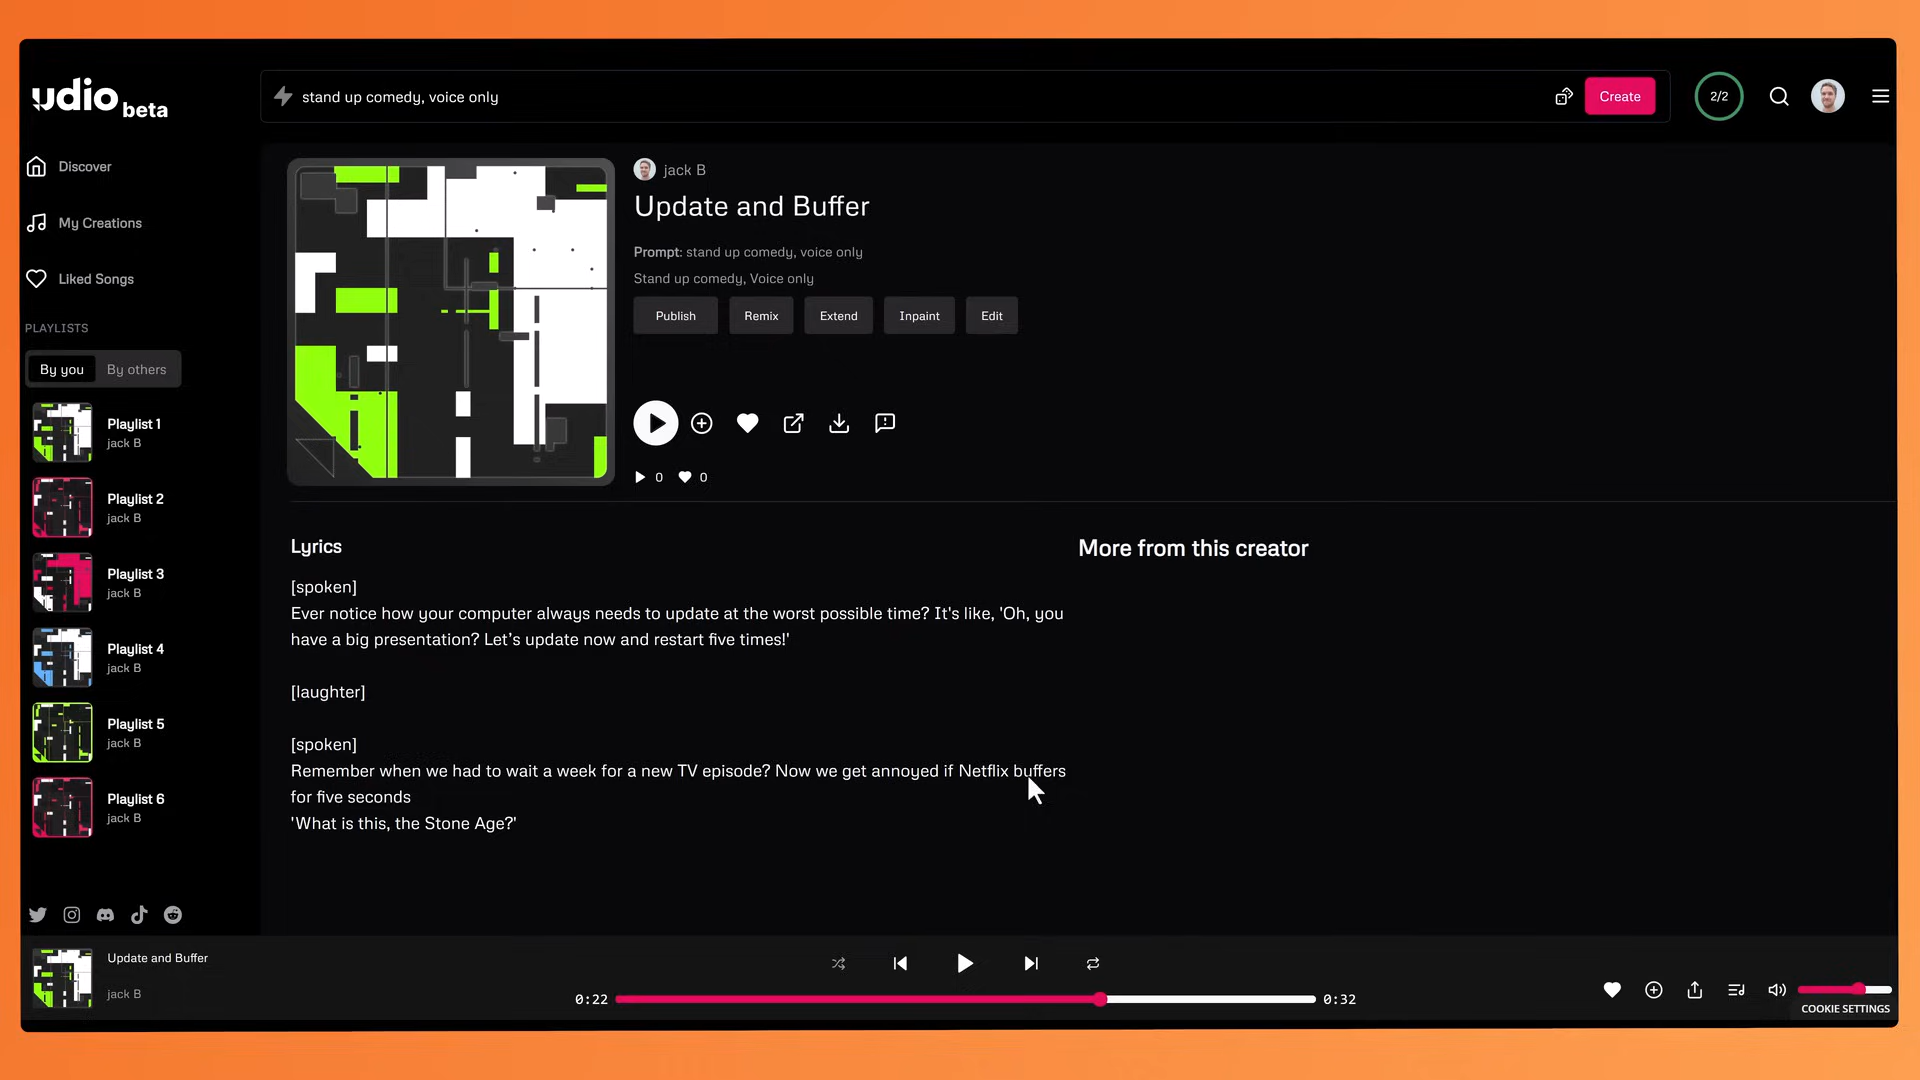 udio beta
stand up comedy, voice only
Create
2/2
Discover
My Creations
Liked Songs
PLAYLISTS
By you
By others
Playlist 1
jack B
Playlist 2
jack B
Playlist 3
jack B
Playlist 4
jack B
Playlist 5
jack B
Playlist 6
jack B
jack B
Update and Buffer
Prompt: stand up comedy, voice only
Stand up comedy, Voice only
Publish
Remix
Extend
Inpaint
Edit
0
0
Lyrics
[spoken]
Ever notice how your computer always needs to update at the worst possible time? It's like, 'Oh, you
have a big presentation? Let's update now and restart five times!'
[laughter]
[spoken]
Remember when we had to wait a week for a new TV episode? Now we get annoyed if Netflix buffers
for five seconds
'What is this, the Stone Age?'
More from this creator
Update and Buffer
jack B
0:22
0:32
COOKIE SETTINGS